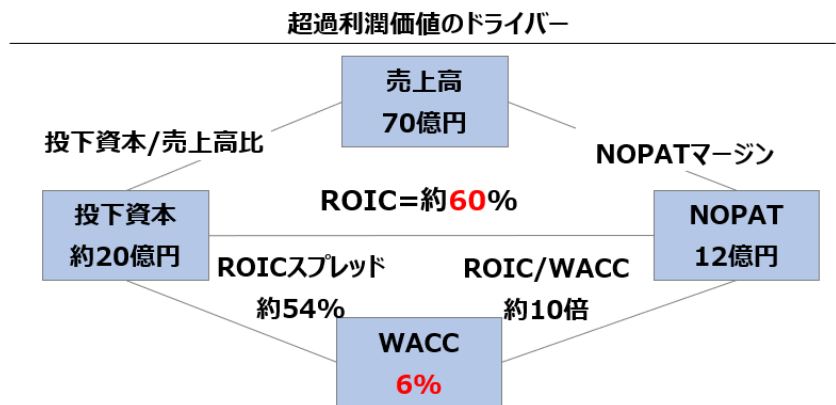 超過利潤価値のドライバー
売上高
70億円
投下資本/売上高比
NOPATマージン
投下資本
約20億円
ROIC=約60%
NOPAT
12億円
ROICスプレッド
約54%
ROIC/WACC
約10倍
WACC
6%